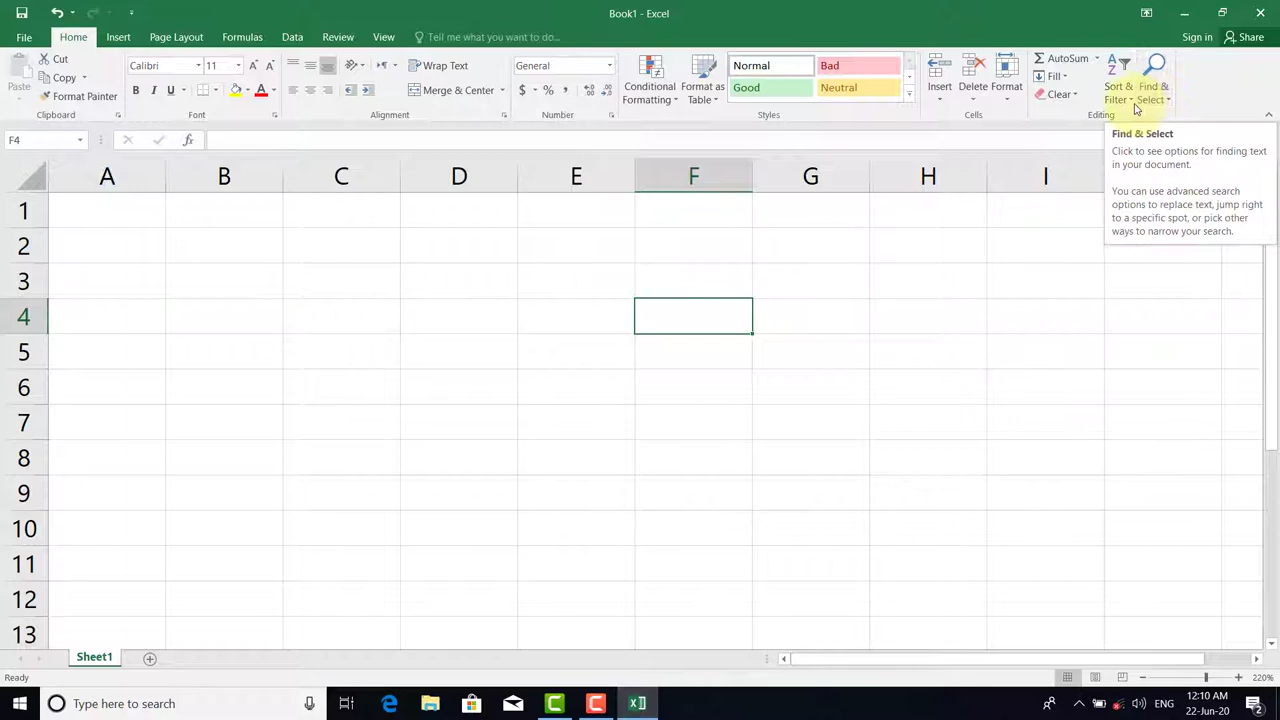 Book1 - Excel
File Home Insert Page Layout Formulas Data Review View Tell me what you want to do... Sign in Share
Paste
Cut
Copy
Format Painter
Clipboard
Calibri 11 A A
B I U A
Font
Wrap Text
Merge & Center
Alignment
General
$ % , .0 .00 .00 .0
Number
Conditional Formatting
Format as Table
Normal Bad
Good Neutral
Styles
Insert Delete Format
Cells
AutoSum
Fill
Clear
Sort & Filter
Find & Select
Editing
F4 fx
Find & Select
Click to see options for finding text
in your document.
You can use advanced search
options to replace text, jump right
to a specific spot, or pick other
ways to narrow your search.
A B C D E F G H I
1
2
3
4
5
6
7
8
9
10
11
12
13
Sheet1
Ready 220%
Type here to search
ENG
12:10 AM
22-Jun-20
2